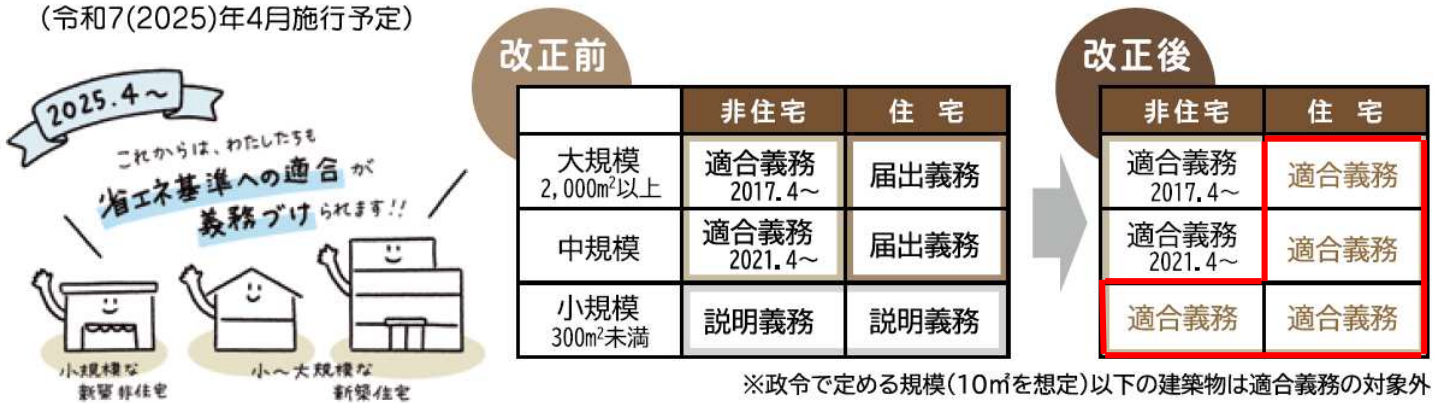 (令和7(2025)年4月施行予定)
2025.4〜
これからは、わたしたちも
省エネ基準への適合が
義務づけられます!!
小規模な
新築非住宅
小〜大規模な
新築住宅
改正前
非住宅 住 宅
大規模
2,000m²以上
適合義務
2017.4〜
届出義務
中規模
適合義務
2021.4〜
届出義務
小規模
300m²未満
説明義務
説明義務
改正後
非住宅 住 宅
適合義務
2017.4〜
適合義務
適合義務
2021.4〜
適合義務
適合義務
適合義務
※政令で定める規模(10㎡を想定)以下の建築物は適合義務の対象外